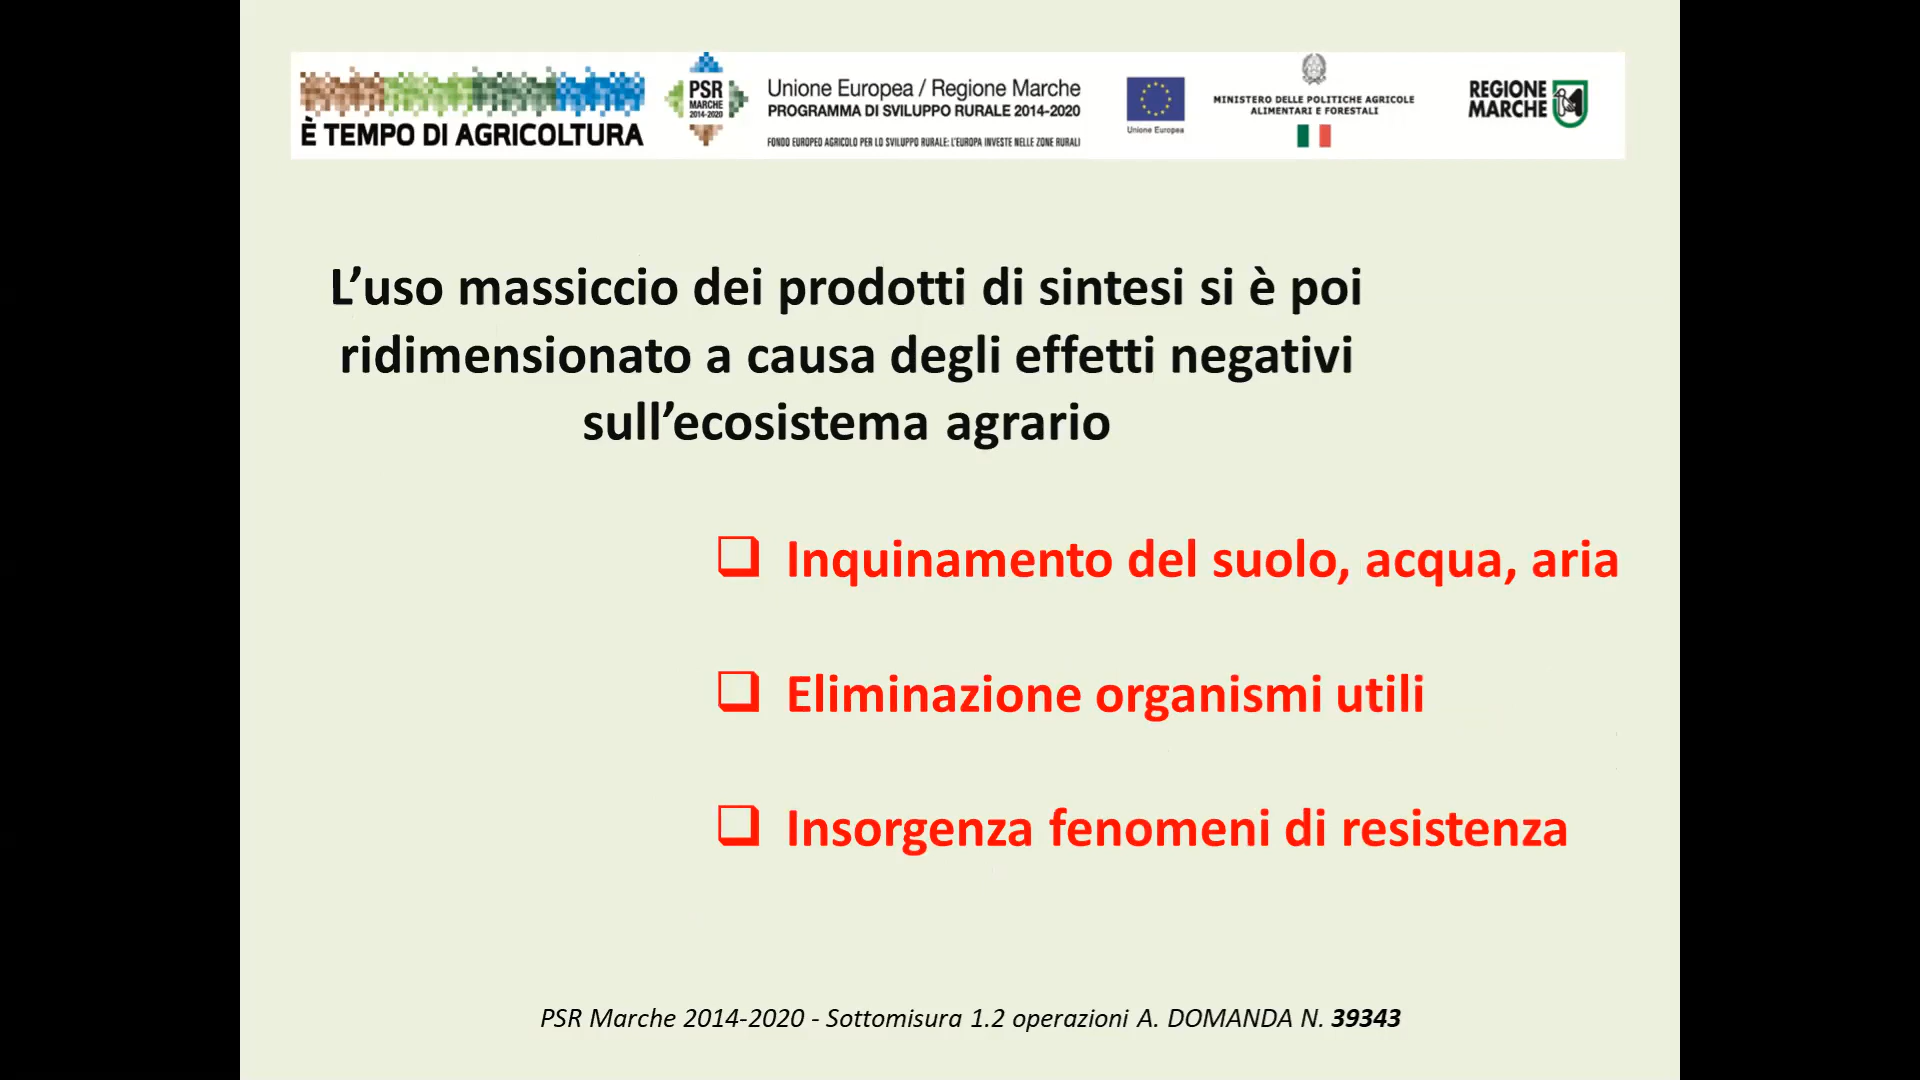 È TEMPO DI AGRICOLTURA
PSR
MARCHE
2014-2020
Unione Europea / Regione Marche
PROGRAMMA DI SVILUPPO RURALE 2014-2020
FONDO EUROPEO AGRICOLO PER LO SVILUPPO RURALE: L'EUROPA INVESTE NELLE ZONE RURALI
Unione Europea
MINISTERO DELLE POLITICHE AGRICOLE
ALIMENTARI E FORESTALI
REGIONE
MARCHE
L’uso massiccio dei prodotti di sintesi si è poi
ridimensionato a causa degli effetti negativi
sull’ecosistema agrario
❑ Inquinamento del suolo, acqua, aria
❑ Eliminazione organismi utili
❑ Insorgenza fenomeni di resistenza
PSR Marche 2014-2020 - Sottomisura 1.2 operazioni A. DOMANDA N. 39343